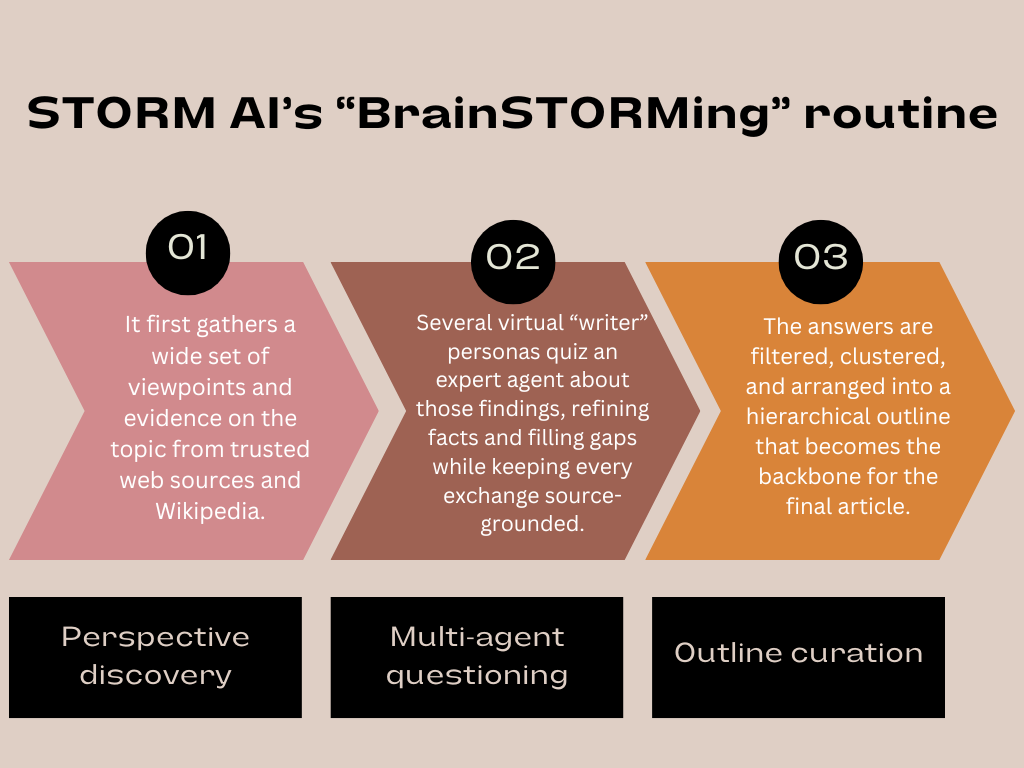 STORM AI’s “BrainSTORMing” routine
01
It first gathers a
wide set of
viewpoints and
evidence on the
topic from trusted
web sources and
Wikipedia.
02
Several virtual “writer”
personas quiz an
expert agent about
those findings, refining
facts and filling gaps
while keeping every
exchange source-
grounded.
03
The answers are
filtered, clustered,
and arranged into a
hierarchical outline
that becomes the
backbone for the
final article.
Perspective
discovery
Multi-agent
questioning
Outline curation